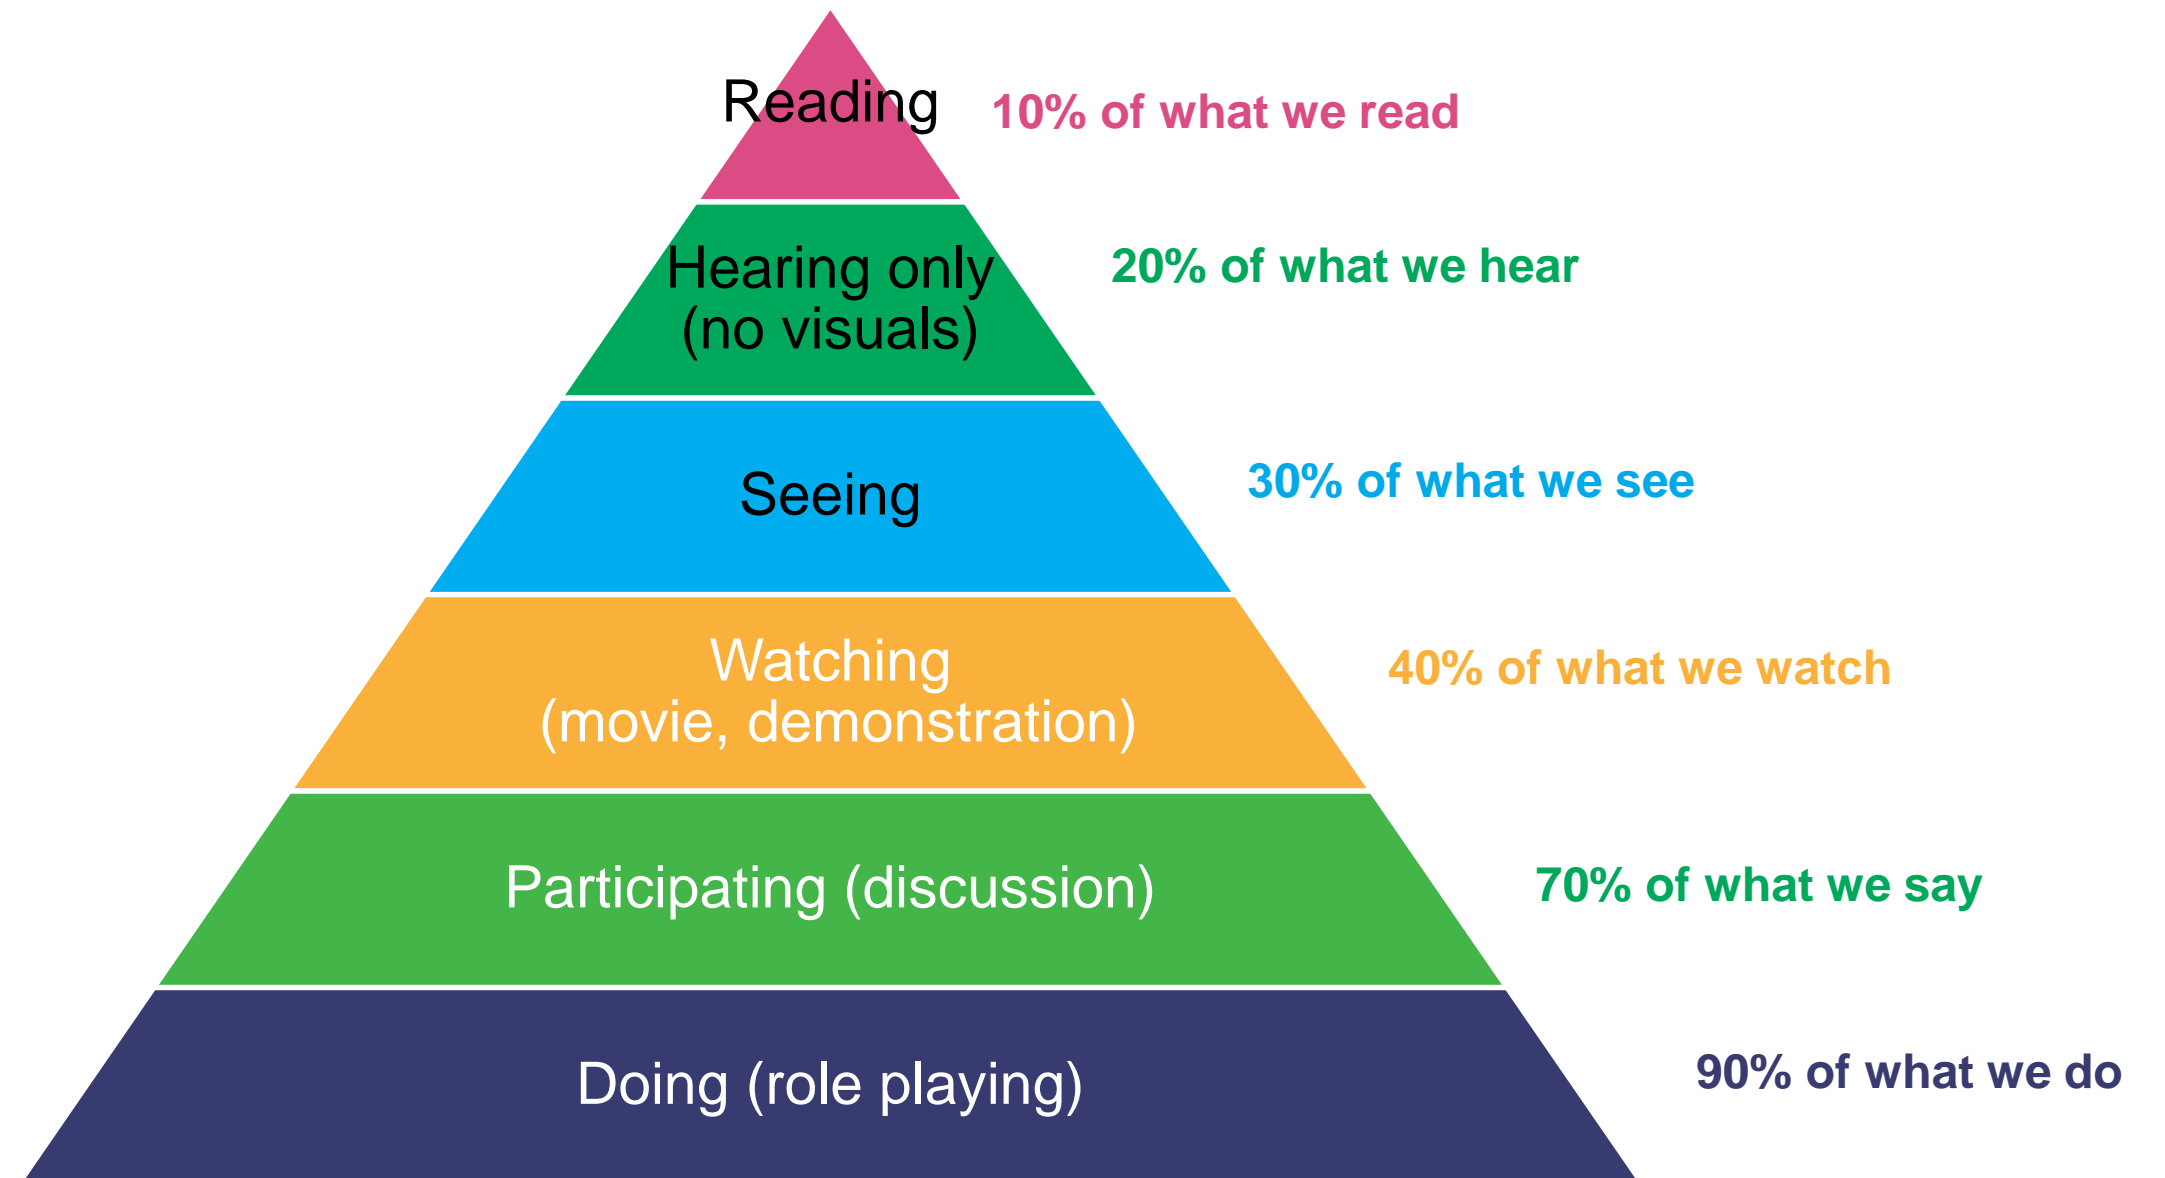 Reading
10% of what we read
Hearing only
(no visuals)
20% of what we hear
Seeing
30% of what we see
Watching
(movie, demonstration)
40% of what we watch
Participating (discussion)
70% of what we say
Doing (role playing)
90% of what we do